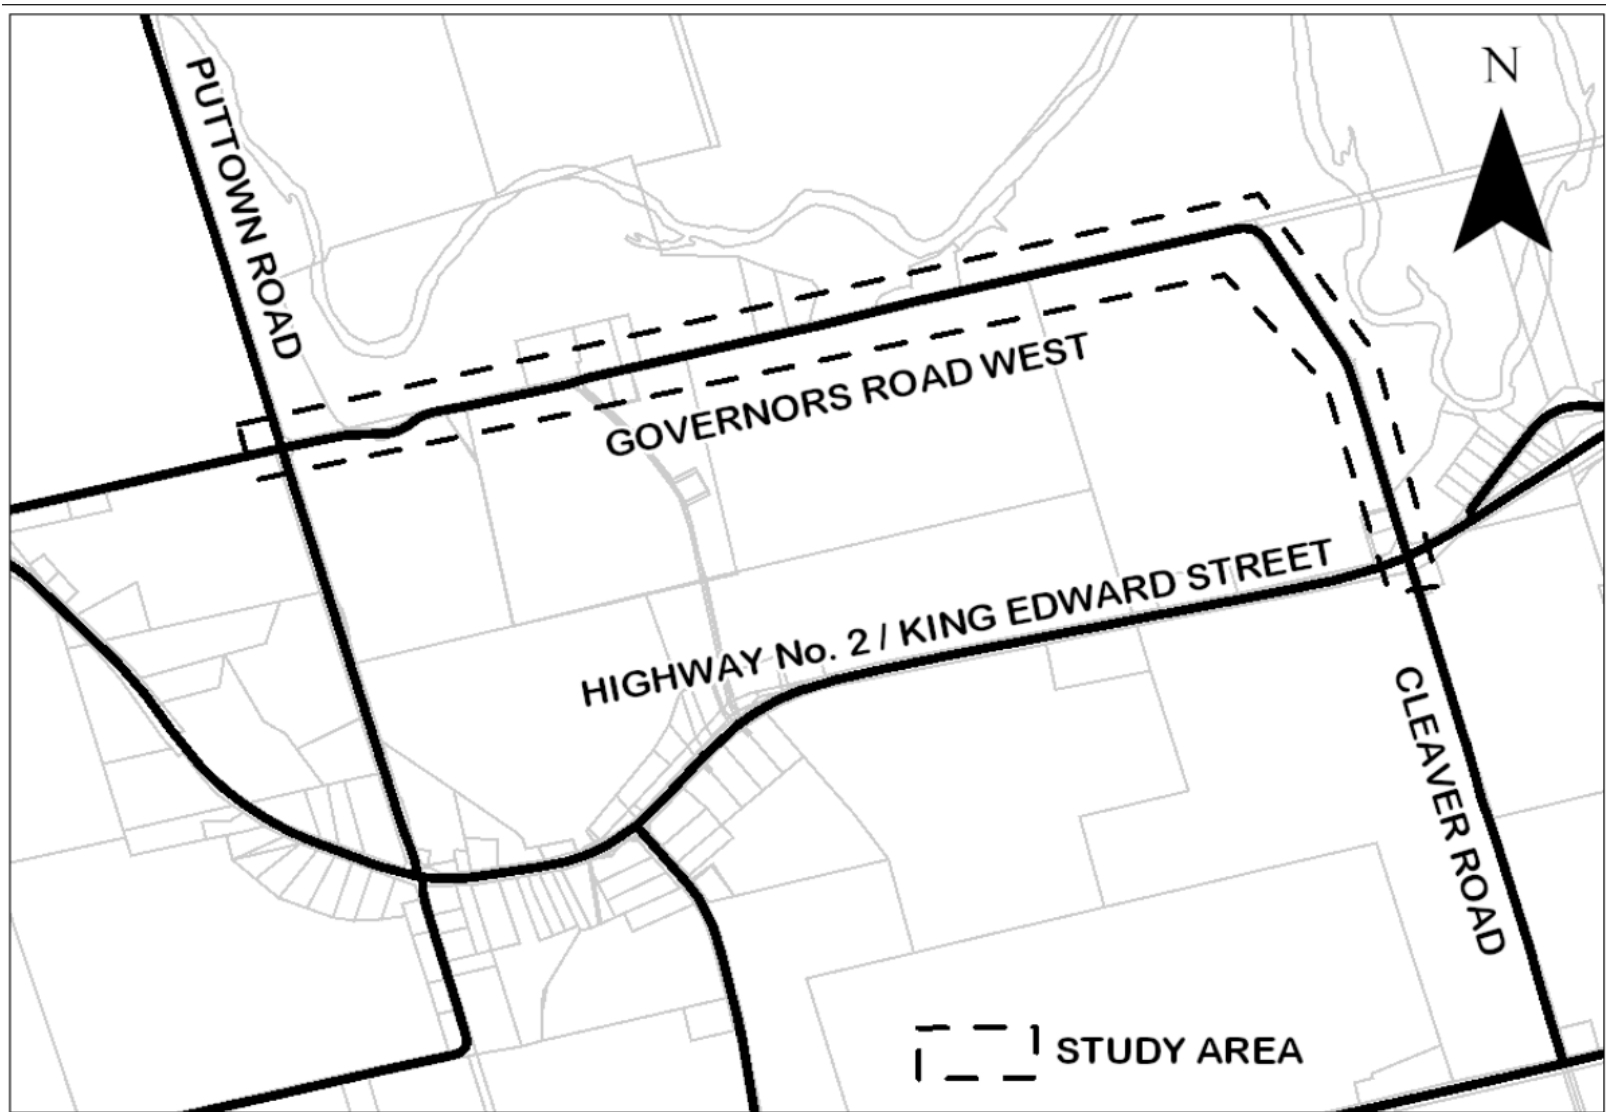 N
PUTTOWN ROAD
GOVERNORS ROAD WEST
HIGHWAY No. 2 / KING EDWARD STREET
CLEAVER ROAD
STUDY AREA